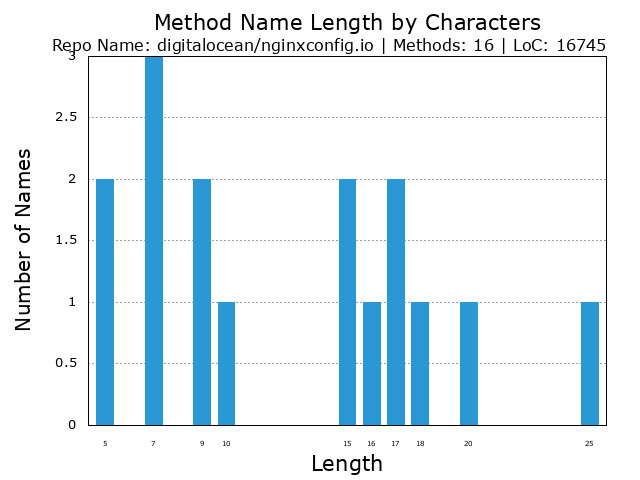 Method Name Length by Characters
Repo Name: digitalocean/nginxconfig.io | Methods: 16 | LoC: 16745
3
2.5
2
1.5
1
0.5
0
Number of Names
5 7 9 10 15 16 17 18 20 25
Length